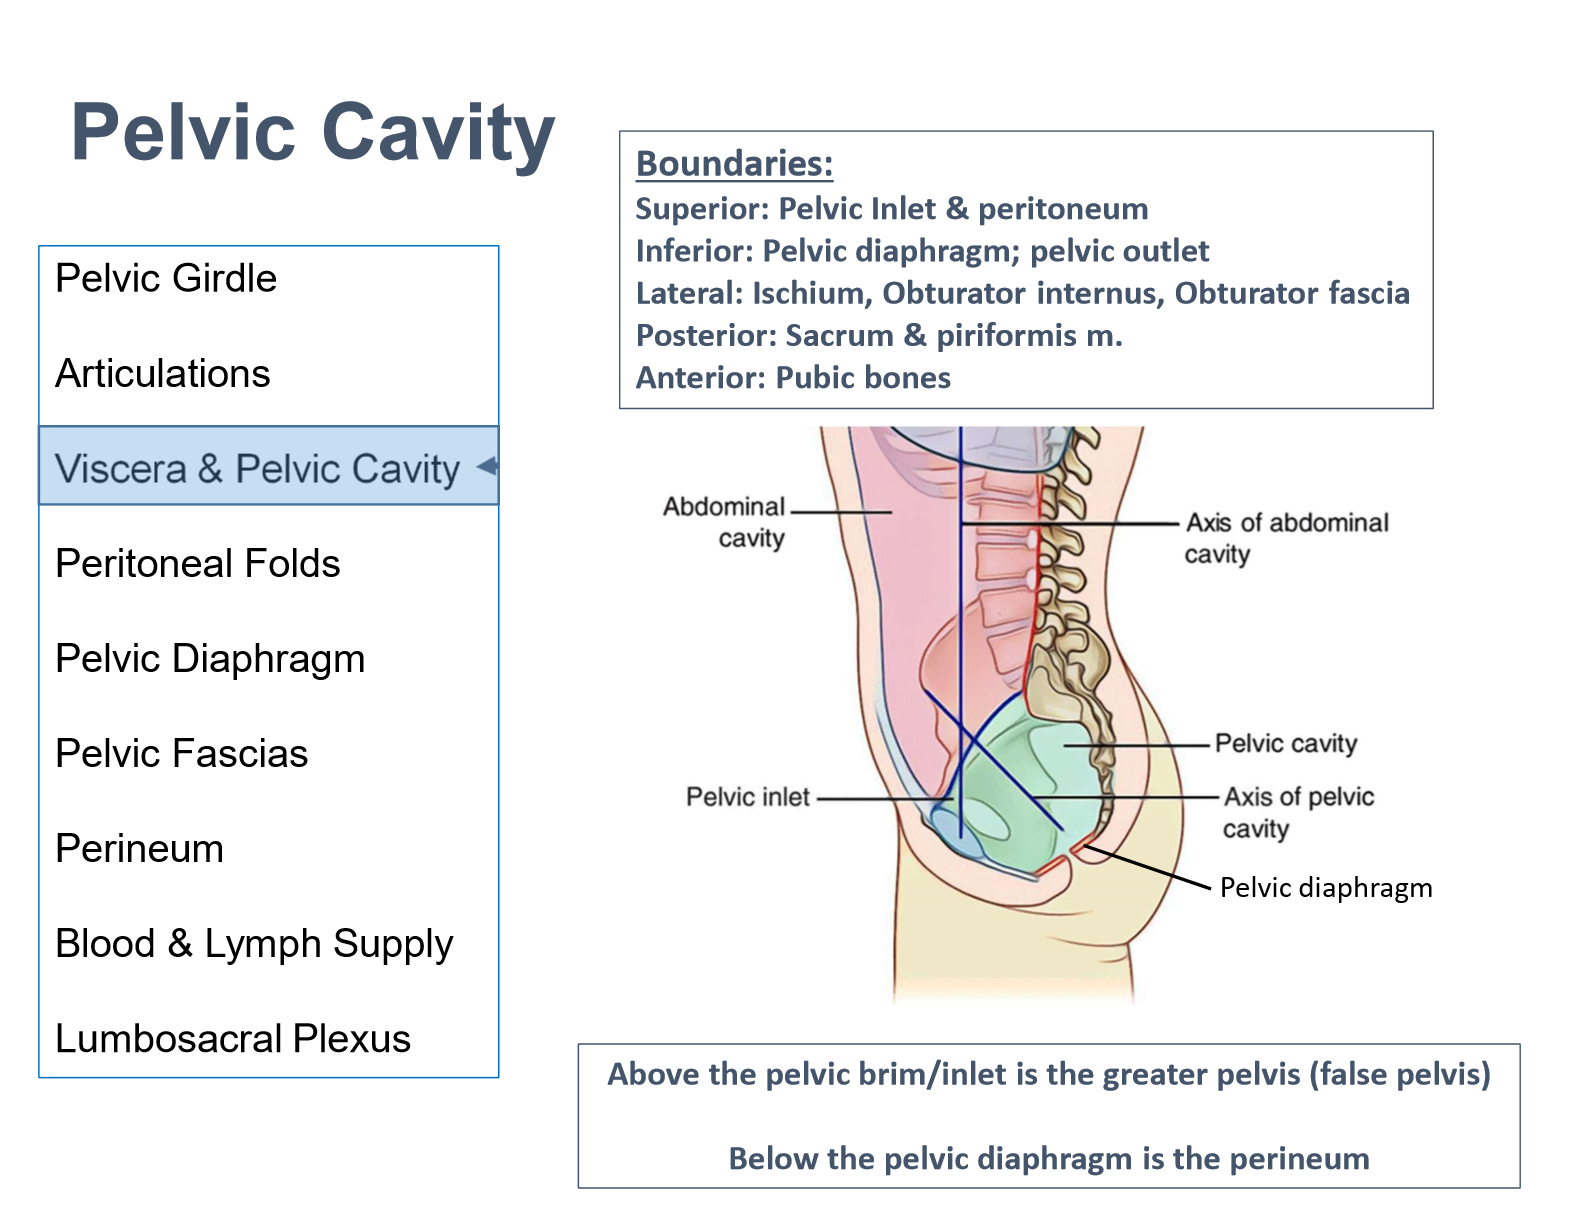 Pelvic Cavity
Boundaries:
Superior: Pelvic Inlet & peritoneum
Inferior: Pelvic diaphragm; pelvic outlet
Lateral: Ischium, Obturator internus, Obturator fascia
Posterior: Sacrum & piriformis m.
Anterior: Pubic bones
Pelvic Girdle
Articulations
Viscera & Pelvic Cavity
Peritoneal Folds
Pelvic Diaphragm
Pelvic Fascias
Perineum
Blood & Lymph Supply
Lumbosacral Plexus
Abdominal
cavity
Axis of abdominal
cavity
Pelvic cavity
Pelvic inlet
Axis of pelvic
cavity
Pelvic diaphragm
Above the pelvic brim/inlet is the greater pelvis (false pelvis)
Below the pelvic diaphragm is the perineum